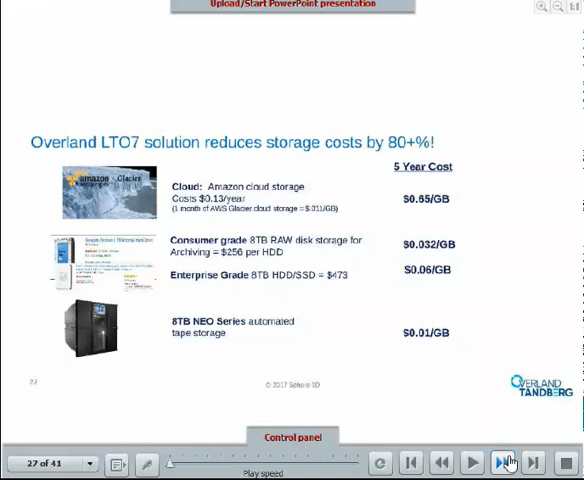 Upload/Start PowerPoint presentation
Overland LTO7 solution reduces storage costs by 80+%!
5 Year Cost
amazon Glacier
Cloud: Amazon cloud storage
Costs $0.13/year
(1 month of AWS Glacier cloud storage = $.011/GB)
$0.65/GB
Consumer grade 8TB RAW disk storage for
Archiving = $256 per HDD
$0.032/GB
Enterprise Grade 8TB HDD/SSD = $473
$0.06/GB
8TB NEO Series automated
tape storage
$0.01/GB
27
© 2017 Sphere 3D
OVERLAND
TANDBERG
Control panel
27 of 41
Play speed